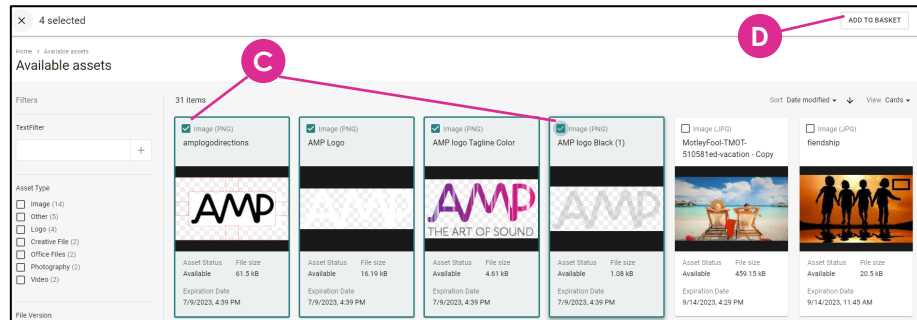 4 selected
ADD TO BASKET
D
Home > Available assets
Available assets
C
Filters
31 items
Sort Date modified
View Cards
TextFilter
Asset Type
Image (14)
Other (5)
Logo (4)
Creative File (2)
Office Files (2)
Photography (2)
Video (2)
File Version
Image (PNG)
amplogodirections
AMP
Asset Status File size
Available 61.5 kB
Expiration Date
7/9/2023, 4:39 PM
Image (PNG)
AMP Logo
Asset Status File size
Available 16.19 kB
Expiration Date
7/9/2023, 4:39 PM
Image (PNG)
AMP logo Tagline Color
AMP
THE ART OF SOUND
Asset Status File size
Available 4.61 kB
Expiration Date
7/9/2023, 4:39 PM
Image (PNG)
AMP logo Black (1)
AMP
Asset Status File size
Available 1.08 kB
Expiration Date
7/9/2023, 4:39 PM
Image (JPG)
MotleyFool-TMOT-
510581ed-vacation - Copy
Asset Status File size
Available 459.15 kB
Expiration Date
9/14/2023, 4:29 PM
Image (JPG)
fiendship
Asset Status File size
Available 20.5 kB
Expiration Date
9/14/2023, 11:45 AM